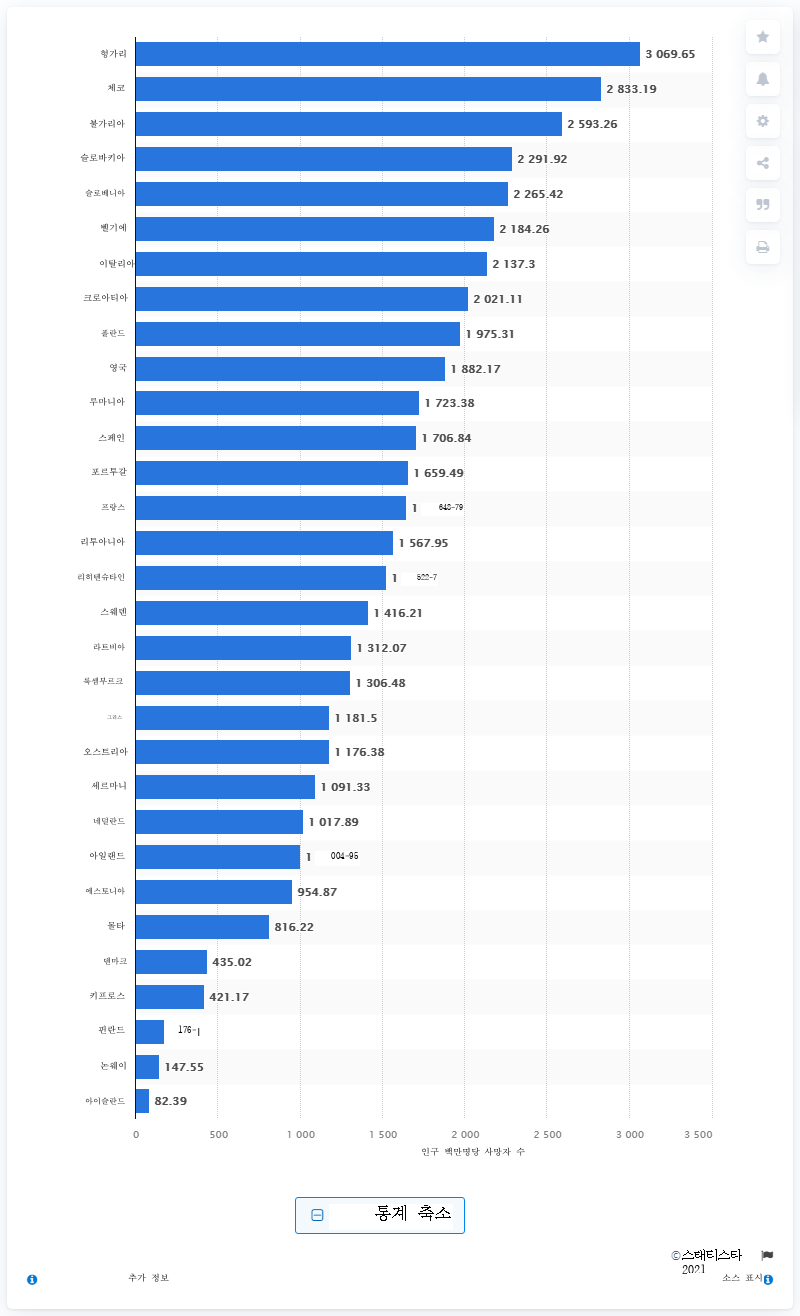 헝가리 3 069.65
체코 2 833.19
불가리아 2 593.26
슬로바키아 2 291.92
슬로베니아 2 265.42
벨기에 2 184.26
이탈리아 2 137.3
크로아티아 2 021.11
폴란드 1 975.31
영국 1 882.17
루마니아 1 723.38
스페인 1 706.84
포르투갈 1 659.49
프랑스 1 648-79
리투아니아 1 567.95
리히텐슈타인 1 522-7
스웨덴 1 416.21
라트비아 1 312.07
룩셈부르크 1 306.48
그리스 1 181.5
오스트리아 1 176.38
세르마니 1 091.33
네덜란드 1 017.89
아일랜드 1 004-95
에스토니아 954.87
몰타 816.22
덴마크 435.02
키프로스 421.17
핀란드 176-1
논웨이 147.55
아이슬란드 82.39
0 500 1 000 1 500 2 000 2 500 3 000 3 500
인구 백만명당 사망자 수
통계 축소
©스태티스타
2021
추가 정보 소스 표시